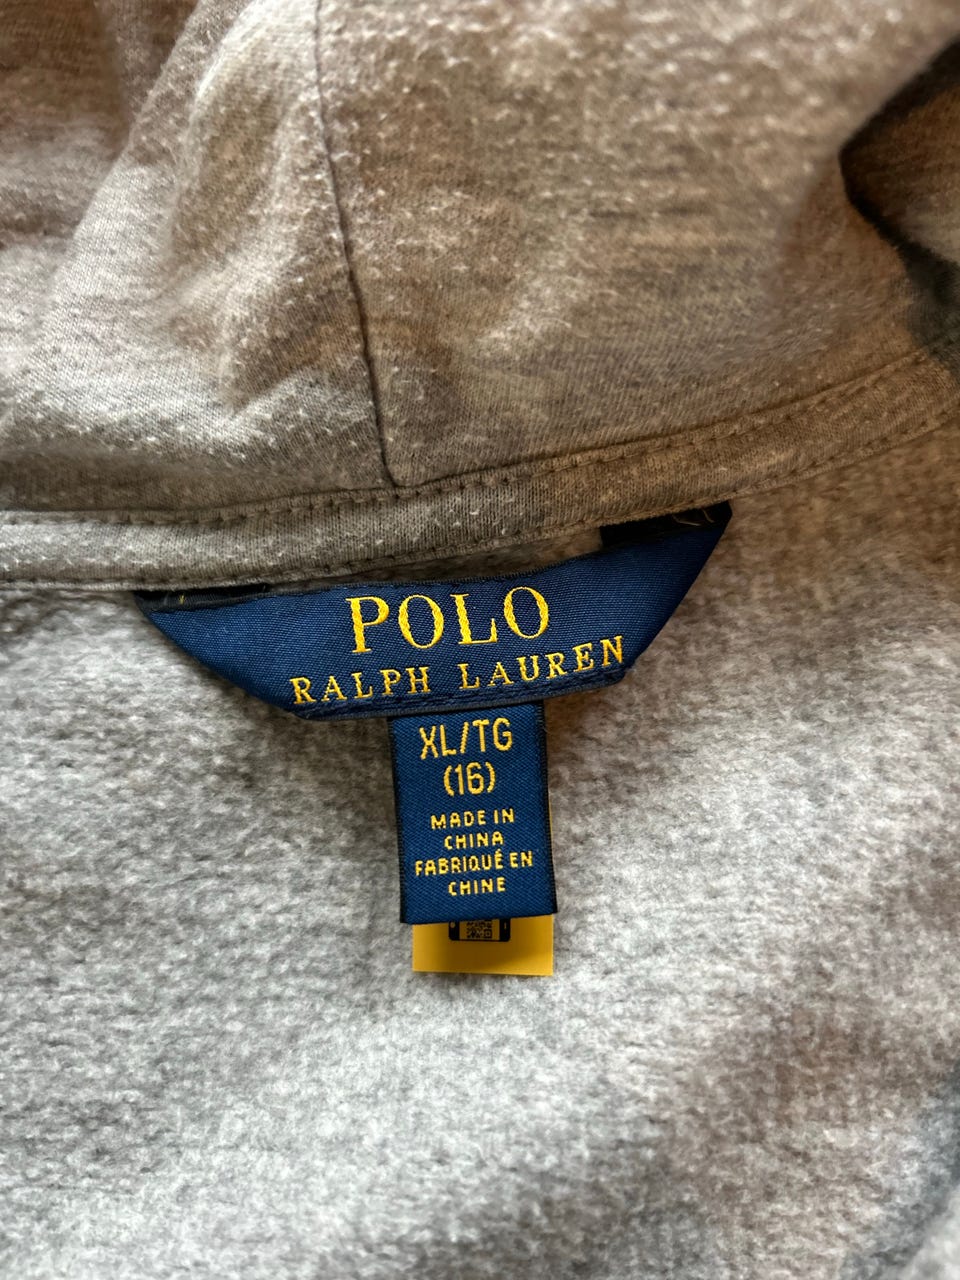 POLO
RALPH LAUREN
XL/TG
(16)
MADE IN
CHINA
FABRIQUÉ EN
CHINE